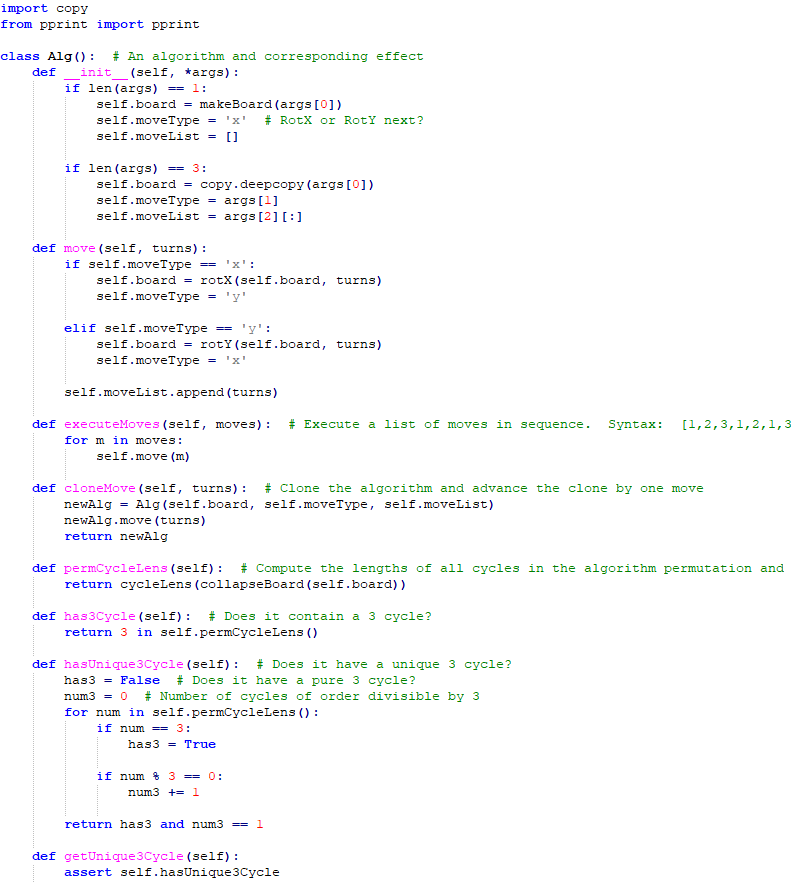 import copy
from pprint import pprint

class Alg():  # An algorithm and corresponding effect
    def __init__(self, *args):
        if len(args) == 1:
            self.board = makeBoard(args[0])
            self.moveType = 'x'  # RotX or RotY next?
            self.moveList = []

        if len(args) == 3:
            self.board = copy.deepcopy(args[0])
            self.moveType = args[1]
            self.moveList = args[2][:]

    def move(self, turns):
        if self.moveType == 'x':
            self.board = rotX(self.board, turns)
            self.moveType = 'y'

        elif self.moveType == 'y':
            self.board = rotY(self.board, turns)
            self.moveType = 'x'

        self.moveList.append(turns)

    def executeMoves(self, moves):  # Execute a list of moves in sequence.  Syntax:  [1,2,3,1,2,1,3
        for m in moves:
            self.move(m)

    def cloneMove(self, turns):  # Clone the algorithm and advance the clone by one move
        newAlg = Alg(self.board, self.moveType, self.moveList)
        newAlg.move(turns)
        return newAlg

    def permCycleLens(self):  # Compute the lengths of all cycles in the algorithm permutation and
        return cycleLens(collapseBoard(self.board))

    def has3Cycle(self):  # Does it contain a 3 cycle?
        return 3 in self.permCycleLens()

    def hasUnique3Cycle(self):  # Does it have a unique 3 cycle?
        has3 = False  # Does it have a pure 3 cycle?
        num3 = 0  # Number of cycles of order divisible by 3
        for num in self.permCycleLens():
            if num == 3:
                has3 = True

            if num % 3 == 0:
                num3 += 1

        return has3 and num3 == 1

    def getUnique3Cycle(self):
        assert self.hasUnique3Cycle